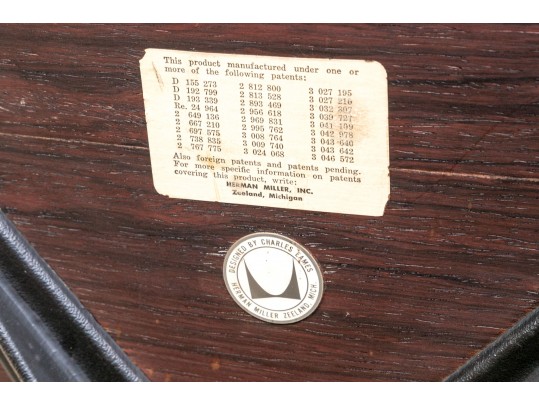 This product manufactured under one or
more of the following patents:
D 155 273 2 812 800 3 027 195
D 192 799 2 813 528 3 027 210
D 193 339 2 893 469 3 032 307
Re. 24 964 2 956 618 3 039 727
2 649 136 2 969 831 3 041 109
2 667 210 2 995 762 3 042 978
2 697 575 3 008 764 3 043 640
2 738 835 3 009 740 3 043 642
2 767 775 3 024 068 3 046 572
Also foreign patents and patents pending.
For more specific information on patents
covering this product, write:
HERMAN MILLER, INC.
Zeeland, Michigan
DESIGNED BY CHARLES EAMES
HERMAN MILLER ZEELAND, MICH.